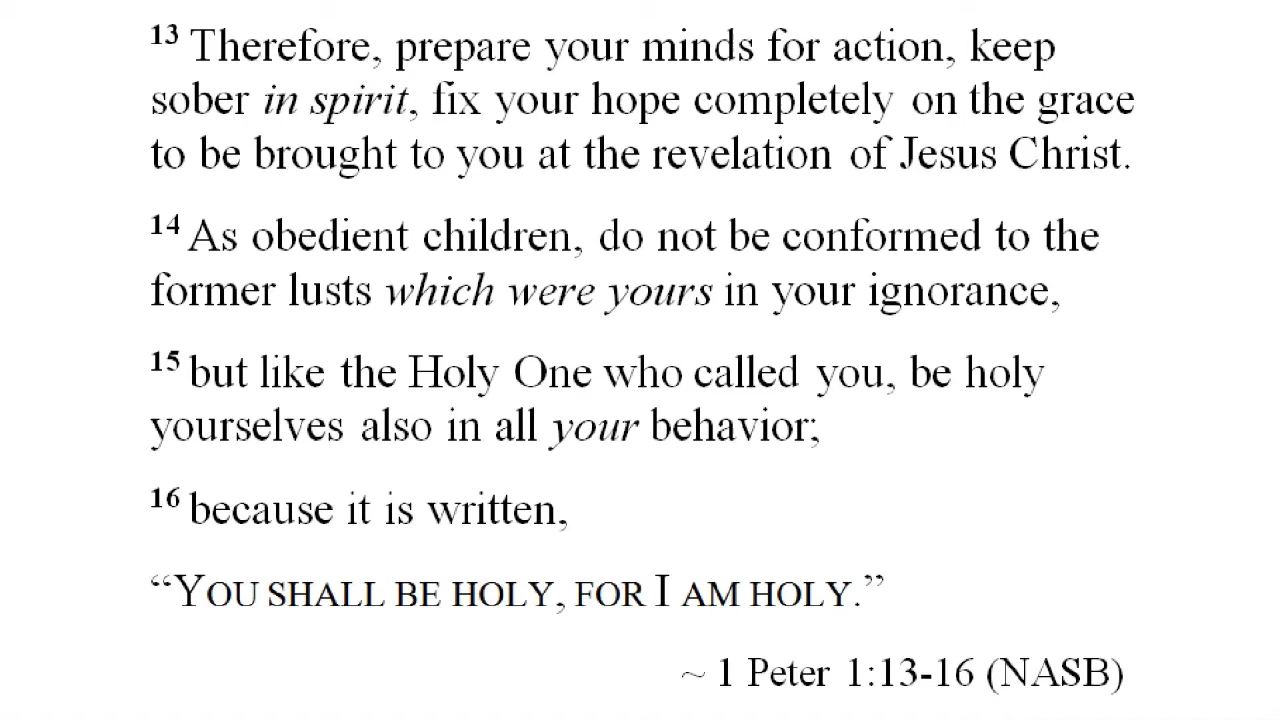 13 Therefore, prepare your minds for action, keep
sober in spirit, fix your hope completely on the grace
to be brought to you at the revelation of Jesus Christ.
14 As obedient children, do not be conformed to the
former lusts which were yours in your ignorance,
15 but like the Holy One who called you, be holy
yourselves also in all your behavior;
16 because it is written,
“YOU SHALL BE HOLY, FOR I AM HOLY.”
~ 1 Peter 1:13-16 (NASB)